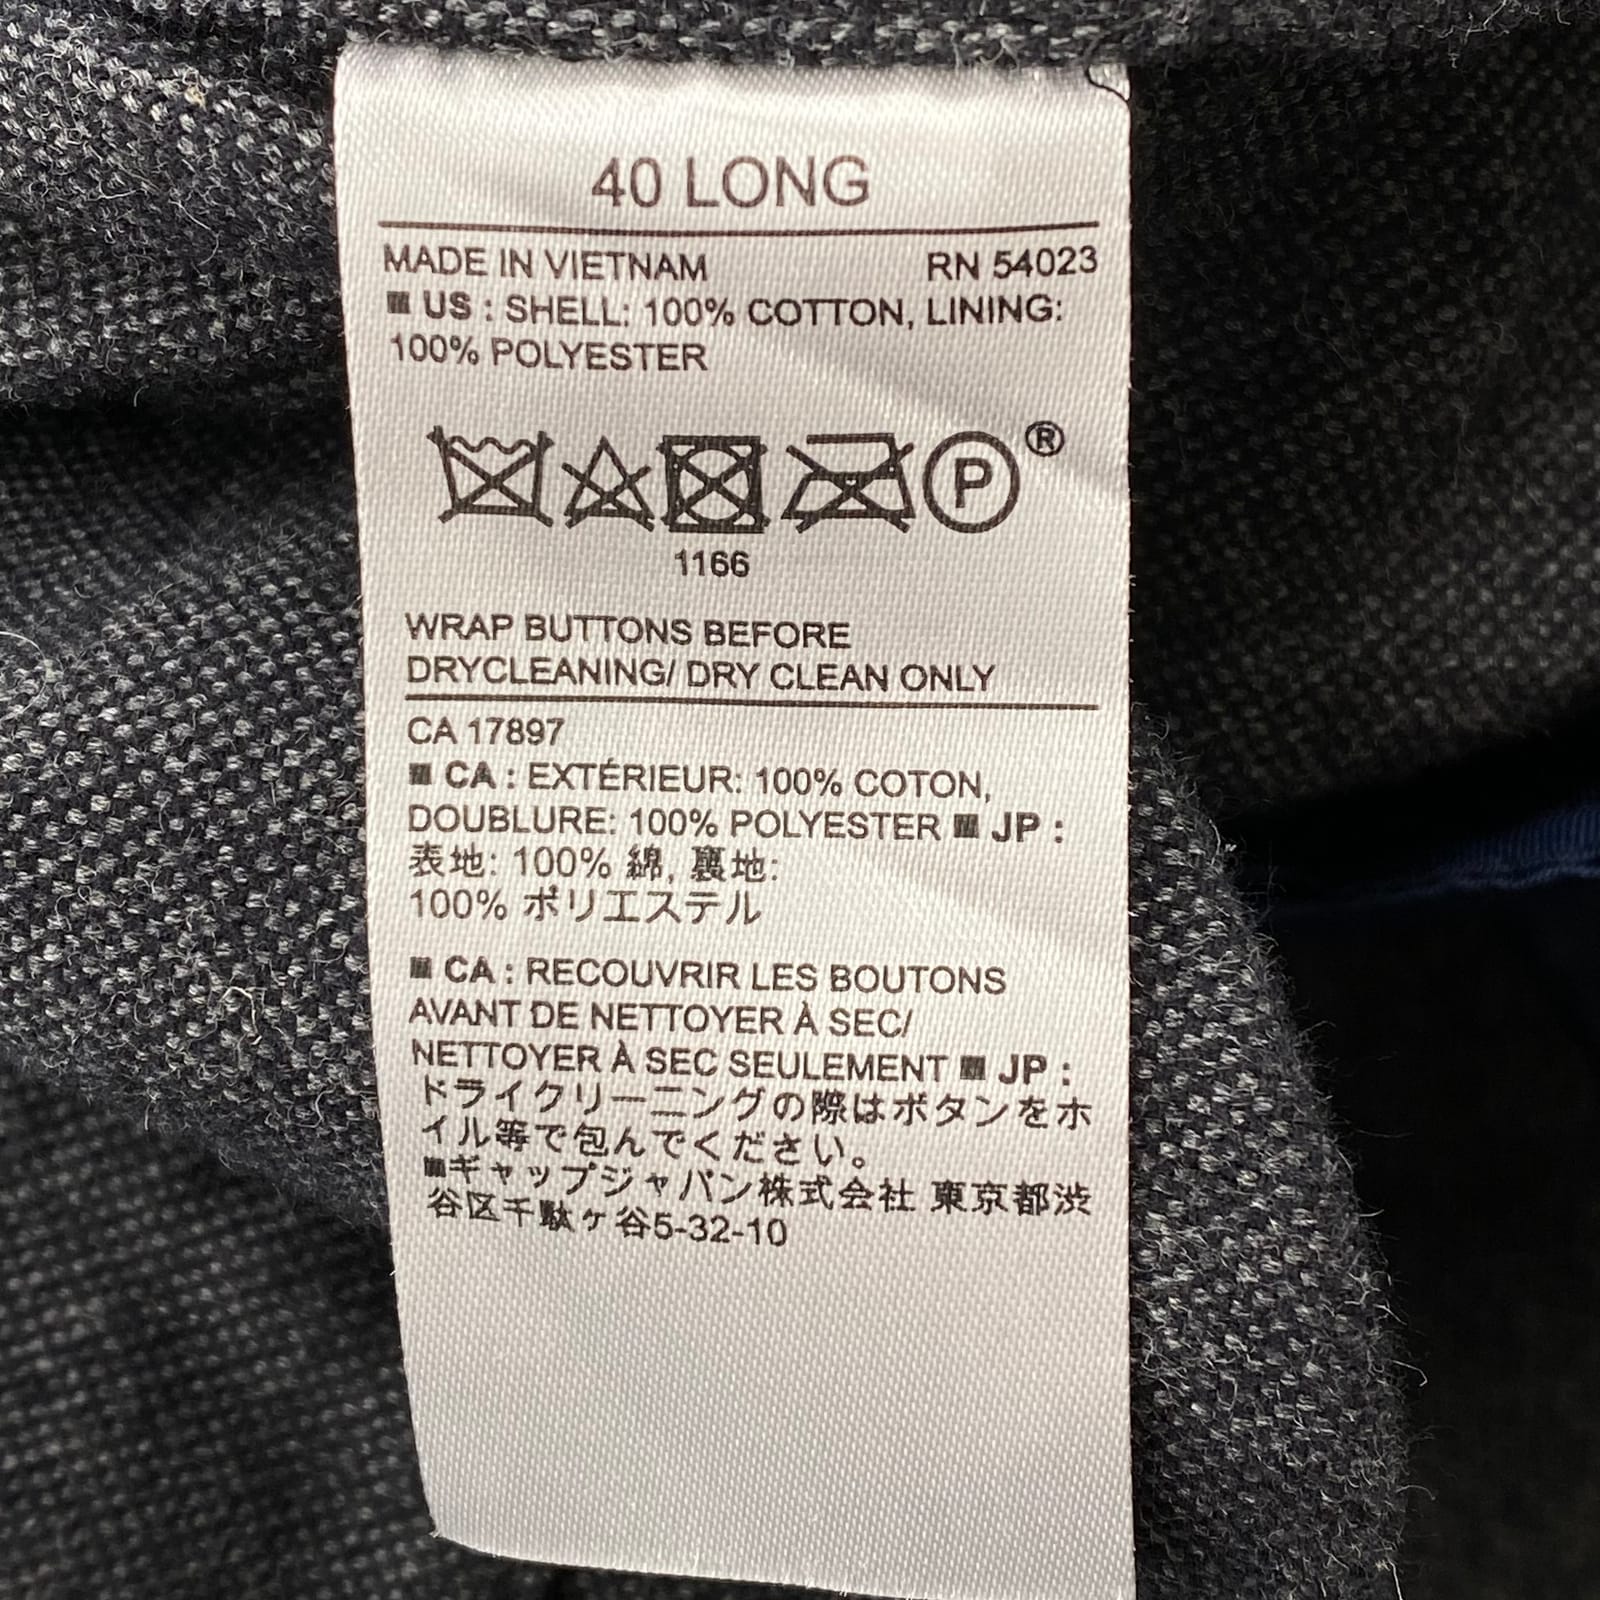 40 LONG
MADE IN VIETNAM RN 54023
■ US : SHELL: 100% COTTON, LINING:
100% POLYESTER
P ®
1166
WRAP BUTTONS BEFORE
DRYCLEANING/ DRY CLEAN ONLY
CA 17897
■ CA : EXTÉRIEUR: 100% COTON,
DOUBLURE: 100% POLYESTER ■ JP :
表地: 100% 綿, 裏地:
100% ポリエステル
■ CA : RECOUVRIR LES BOUTONS
AVANT DE NETTOYER À SEC/
NETTOYER À SEC SEULEMENT ■ JP :
ドライクリーニングの際はボタンをホ
イル等で包んでください。
■ギャップジャパン株式会社 東京都渋
谷区千駄ヶ谷5-32-10